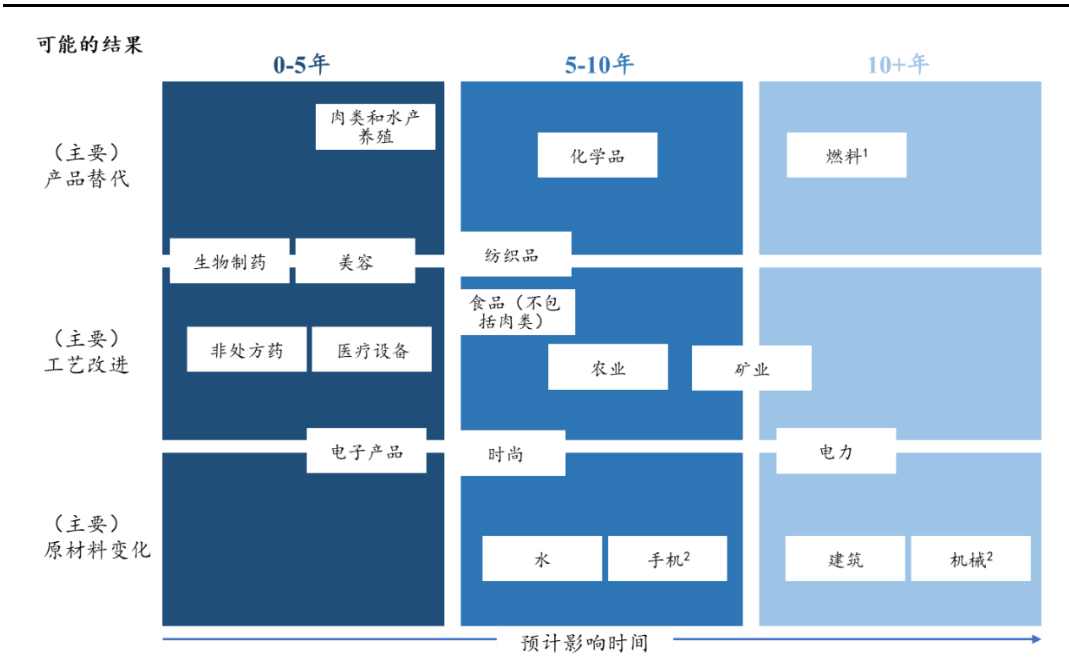 可能的结果
0-5年
5-10年
10+年
肉类和水产
养殖
（主要）
产品替代
化学品
燃料¹
生物制药
美容
纺织品
食品（不包
括肉类）
（主要）
工艺改进
非处方药
医疗设备
农业
矿业
电子产品
时尚
电力
（主要）
原材料变化
水
手机²
建筑
机械²
预计影响时间